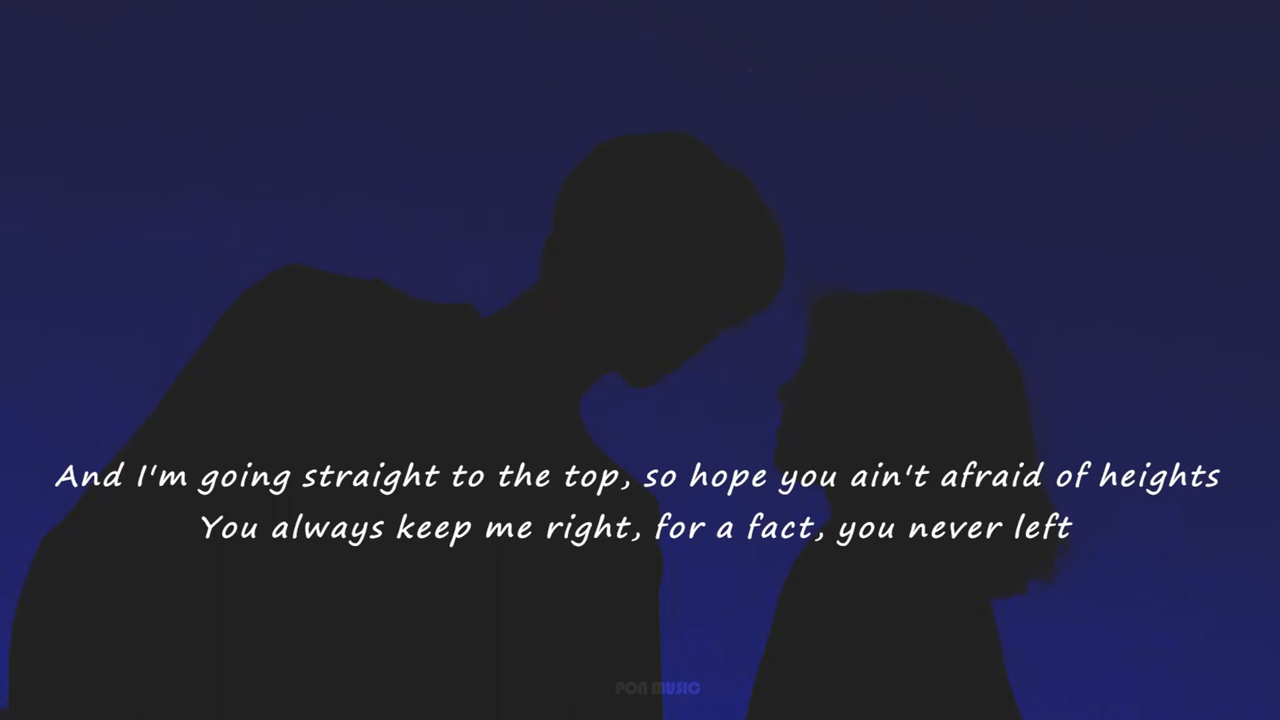 And I'm going straight to the top, so hope you ain't afraid of heights
You always keep me right, for a fact, you never left
PCN MUSIC